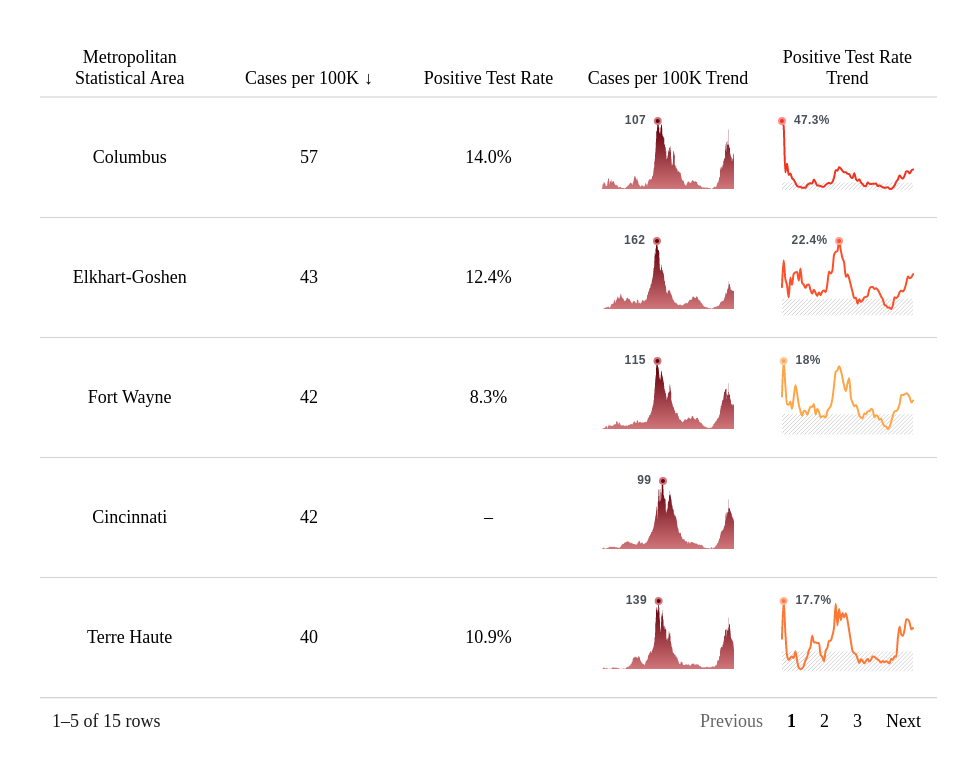 Metropolitan
Statistical Area
Cases per 100K ↓
Positive Test Rate
Cases per 100K Trend
Positive Test Rate
Trend
Columbus 57 14.0% 107 47.3%
Elkhart-Goshen 43 12.4% 162 22.4%
Fort Wayne 42 8.3% 115 18%
Cincinnati 42 – 99
Terre Haute 40 10.9% 139 17.7%
1–5 of 15 rows Previous 1 2 3 Next